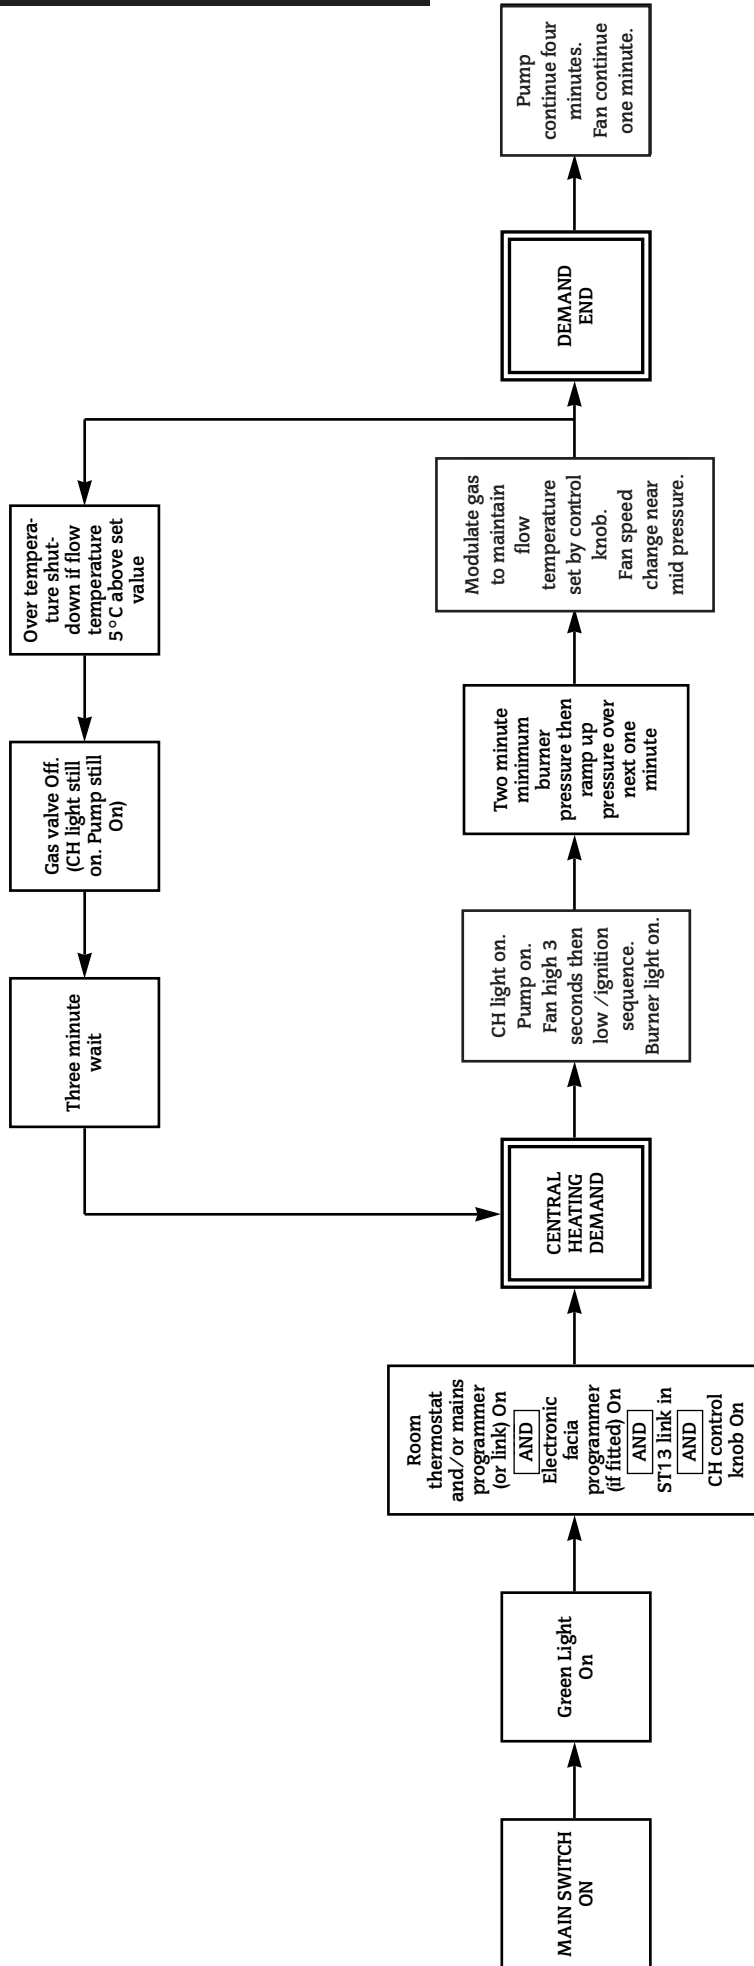 MAIN SWITCH
ON
Green Light
On
Room
thermostat
and/or mains
programmer
(or link) On
AND
Electronic
facia
programmer
(if fitted) On
AND
ST13 link in
AND
CH control
knob On
CENTRAL
HEATING
DEMAND
CH light on.
Pump on.
Fan high 3
seconds then
low /ignition
sequence.
Burner light on.
Two minute
minimum
burner
pressure then
ramp up
pressure over
next one
minute
Modulate gas
to maintain
flow
temperature
set by control
knob.
Fan speed
change near
mid pressure.
DEMAND
END
Pump
continue four
minutes.
Fan continue
one minute.
Over tempera-
ture shut-
down if flow
temperature
5°C above set
value
Gas valve Off.
(CH light still
on. Pump still
On)
Three minute
wait